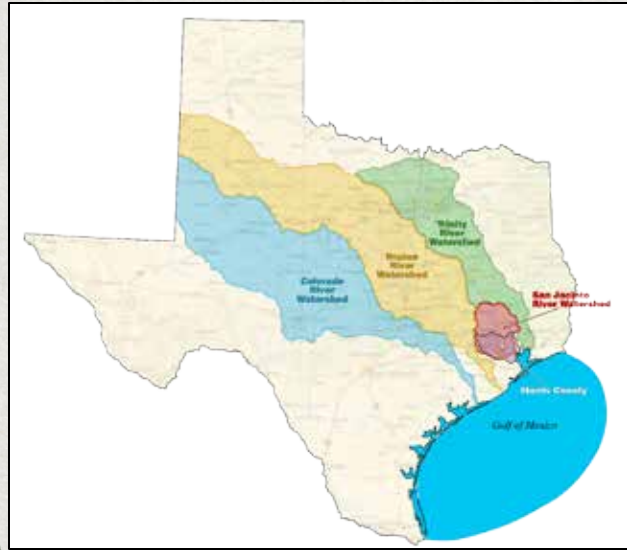 Trinity
River
Watershed
Brazos
River
Watershed
Colorado
River
Watershed
San Jacinto
River Watershed
Harris County
Gulf of Mexico